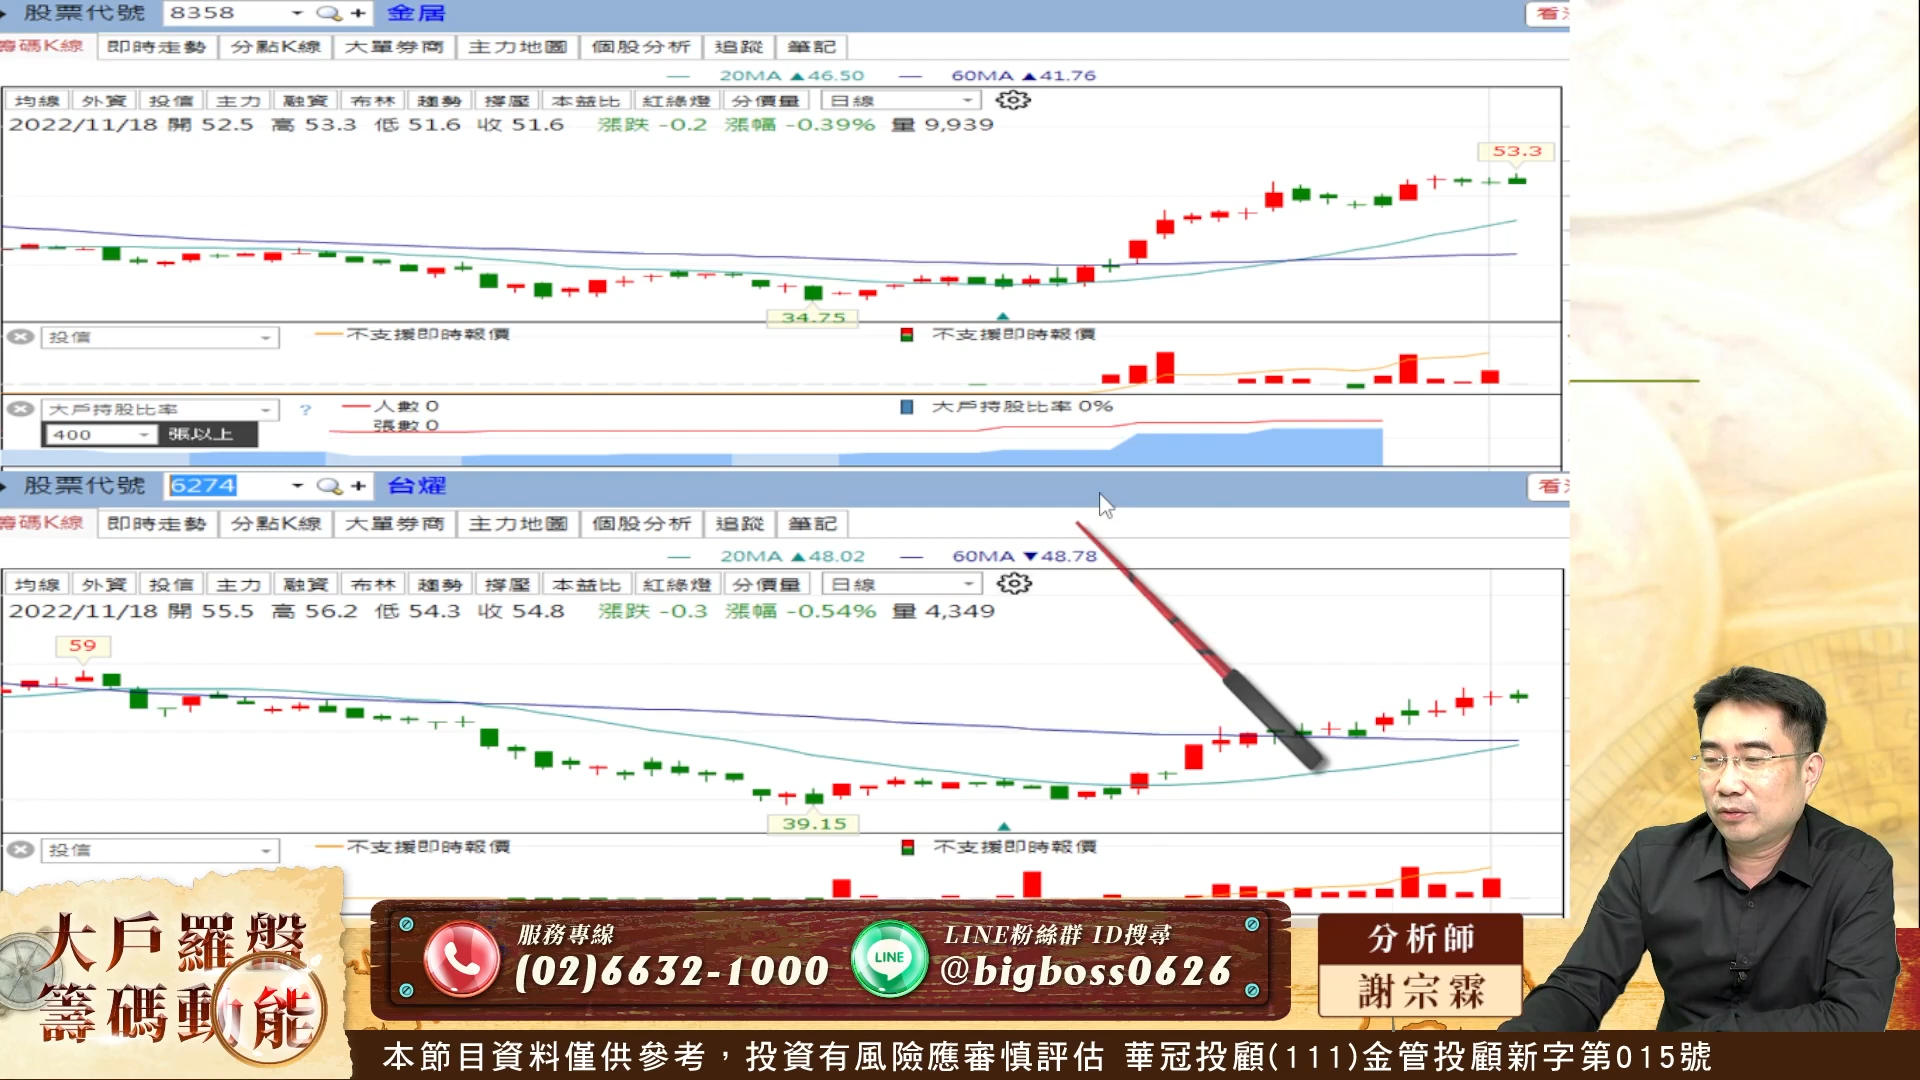 股票代號 8358 金居
籌碼K線 即時走勢 分點K線 大單券商 主力地圖 個股分析 追蹤 筆記
20MA ▲46.50 60MA ▲41.76
均線 外資 投信 主力 融資 布林 趨勢 撐壓 本益比 紅綠燈 分價量 日線
2022/11/18 開 52.5 高 53.3 低 51.6 收 51.6 漲跌 -0.2 漲幅 -0.39% 量 9,939
53.3
34.75
投信 不支援即時報價 不支援即時報價
大戶持股比率 ? 人數 0 大戶持股比率 0%
張數 0
400 張以上
股票代號 6274 台燿
籌碼K線 即時走勢 分點K線 大單券商 主力地圖 個股分析 追蹤 筆記
20MA ▲48.02 60MA ▼48.78
均線 外資 投信 主力 融資 布林 趨勢 撐壓 本益比 紅綠燈 分價量 日線
2022/11/18 開 55.5 高 56.2 低 54.3 收 54.8 漲跌 -0.3 漲幅 -0.54% 量 4,349
59
39.15
投信 不支援即時報價 不支援即時報價
大戶羅盤
籌碼動能
服務專線
(02)6632-1000
LINE
LINE粉絲群 ID搜尋
@bigboss0626
分析師
謝宗霖
本節目資料僅供參考，投資有風險應審慎評估 華冠投顧(111)金管投顧新字第015號